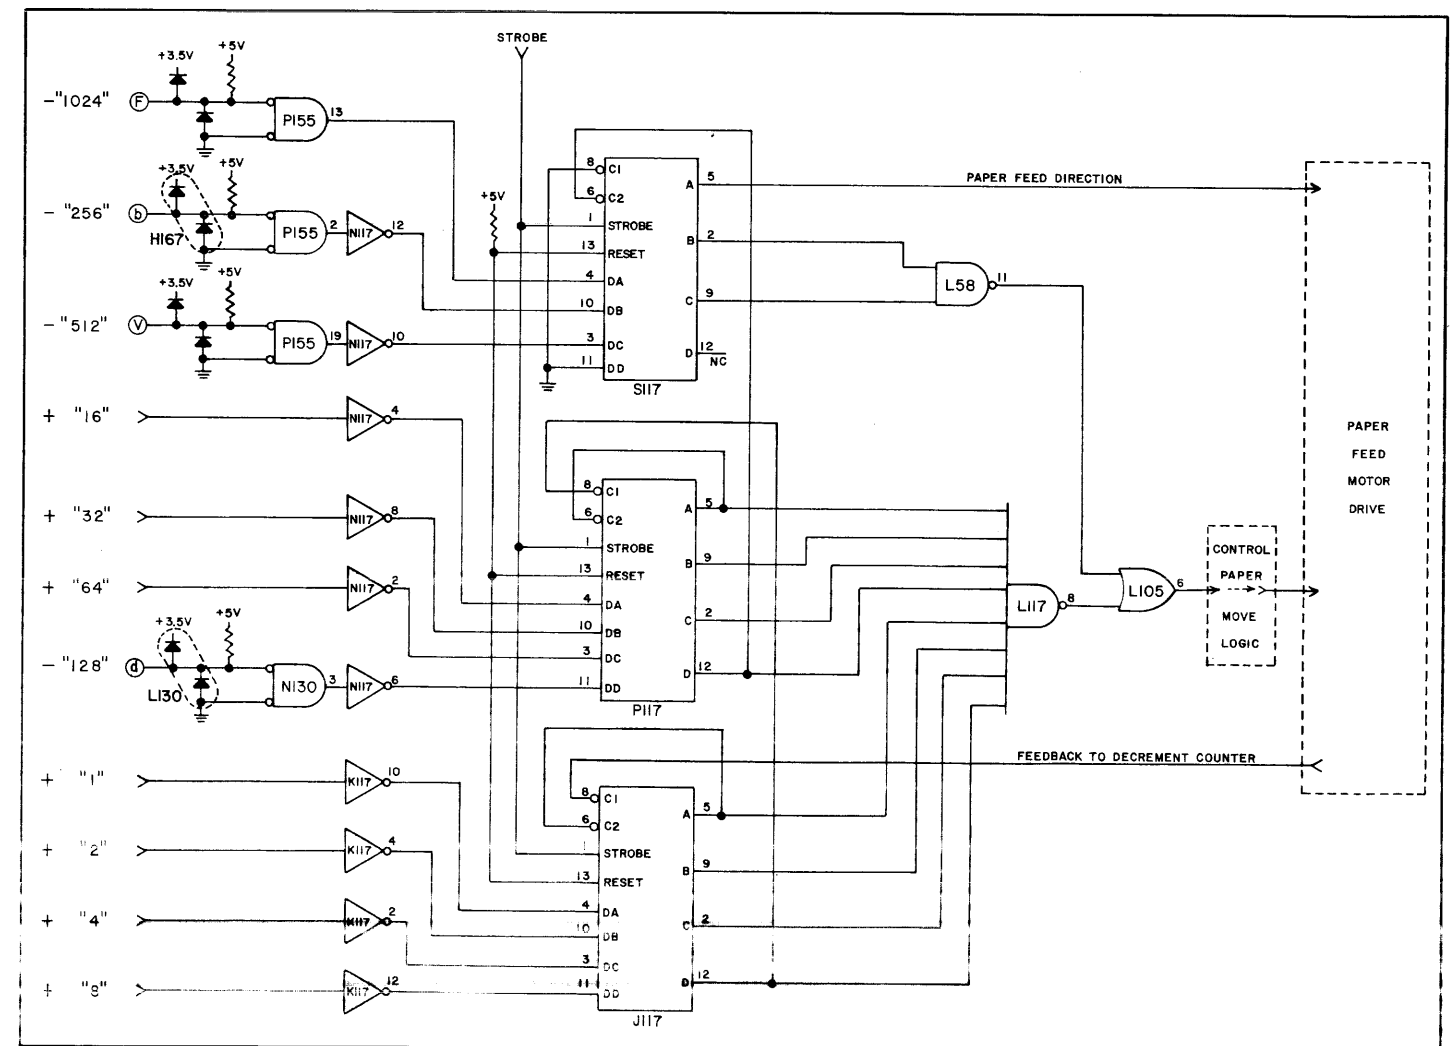 STROBE
+3.5V +5V
-"1024" F P155 13
+3.5V +5V
- "256" b H167 P155 2 N117 12
+3.5V +5V
-"512" V P155 19 N117 10
+ "16" N117 4
+ "32" N117 8
+ "64" N117 2
+3.5V +5V
-"128" d L130 N130 3 N117 6
+ "1" K117 10
+ "2" K117 4
+ "4" K117 2
+ "8" K117 12
+5V
8 C1
6 C2
1 STROBE
13 RESET
4 DA
10 DB
3 DC
11 DD
A 5
B 2
C 9
D 12
NC
S117
8 C1
6 C2
1 STROBE
13 RESET
4 DA
10 DB
3 DC
11 DD
A 5
B 9
C 2
D 12
P117
8 C1
6 C2
1 STROBE
13 RESET
4 DA
10 DB
3 DC
11 DD
A 5
B 9
C 2
D 12
J117
PAPER FEED DIRECTION
L58 11
L117 8
L105 6
CONTROL
PAPER
MOVE
LOGIC
FEEDBACK TO DECREMENT COUNTER
PAPER
FEED
MOTOR
DRIVE